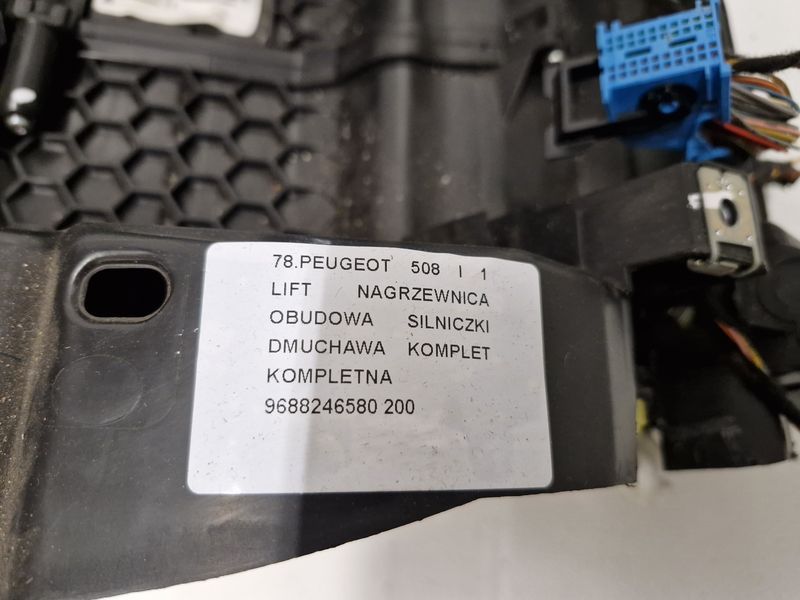 78.PEUGEOT 508 I 1
LIFT NAGRZEWNICA
OBUDOWA SILNICZKI
DMUCHAWA KOMPLET
KOMPLETNA
9688246580 200